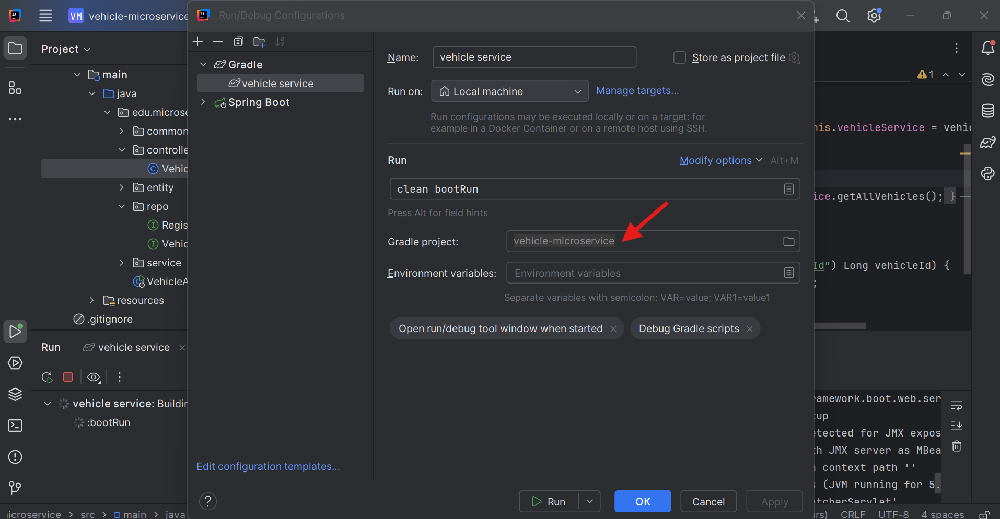 VM vehicle-microservice
Run/Debug Configurations
Project
main
java
edu.microse
common
controlle
Vehic
entity
repo
Regis
Vehic
service
VehicleA
resources
.gitignore
Run vehicle service
vehicle service: Buildin
:bootRun
icroservice > src > main > java
Gradle
vehicle service
Spring Boot
Edit configuration templates...
Name: vehicle service Store as project file
Run on: Local machine Manage targets...
Run configurations may be executed locally or on a target: for
example in a Docker Container or on a remote host using SSH.
Run Modify options Alt+M
clean bootRun
Press Alt for field hints
Gradle project: vehicle-microservice
Environment variables: Environment variables
Separate variables with semicolon: VAR=value; VAR1=value1
Open run/debug tool window when started Debug Gradle scripts
? Run OK Cancel Apply
1
his.vehicleService = vehic
ice.getAllVehicles(); }
Id") Long vehicleId) {
;
ramework.boot.web.ser
tup
etected for JMX expos
th JMX server as MBea
n context path ''
s (JVM running for 5.
atcherServlet'
rs) CRLF UTF-8 4 spaces